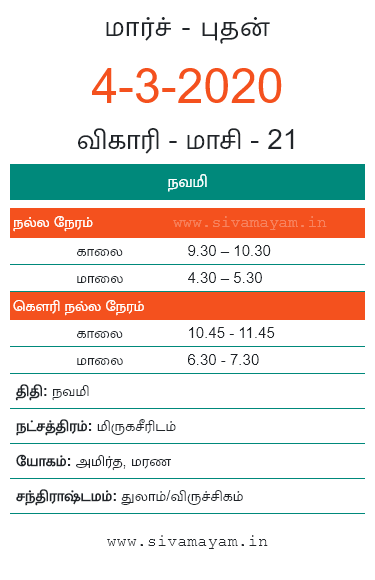 மார்ச் - புதன்
4-3-2020
விகாரி - மாசி - 21
நவமி
நல்ல நேரம் www.sivamayam.in
காலை 9.30 – 10.30
மாலை 4.30 – 5.30
கௌரி நல்ல நேரம்
காலை 10.45 - 11.45
மாலை 6.30 - 7.30
திதி: நவமி
நட்சத்திரம்: மிருகசீரிடம்
யோகம்: அமிர்த, மரண
சந்திராஷ்டமம்: துலாம்/விருச்சிகம்
www.sivamayam.in